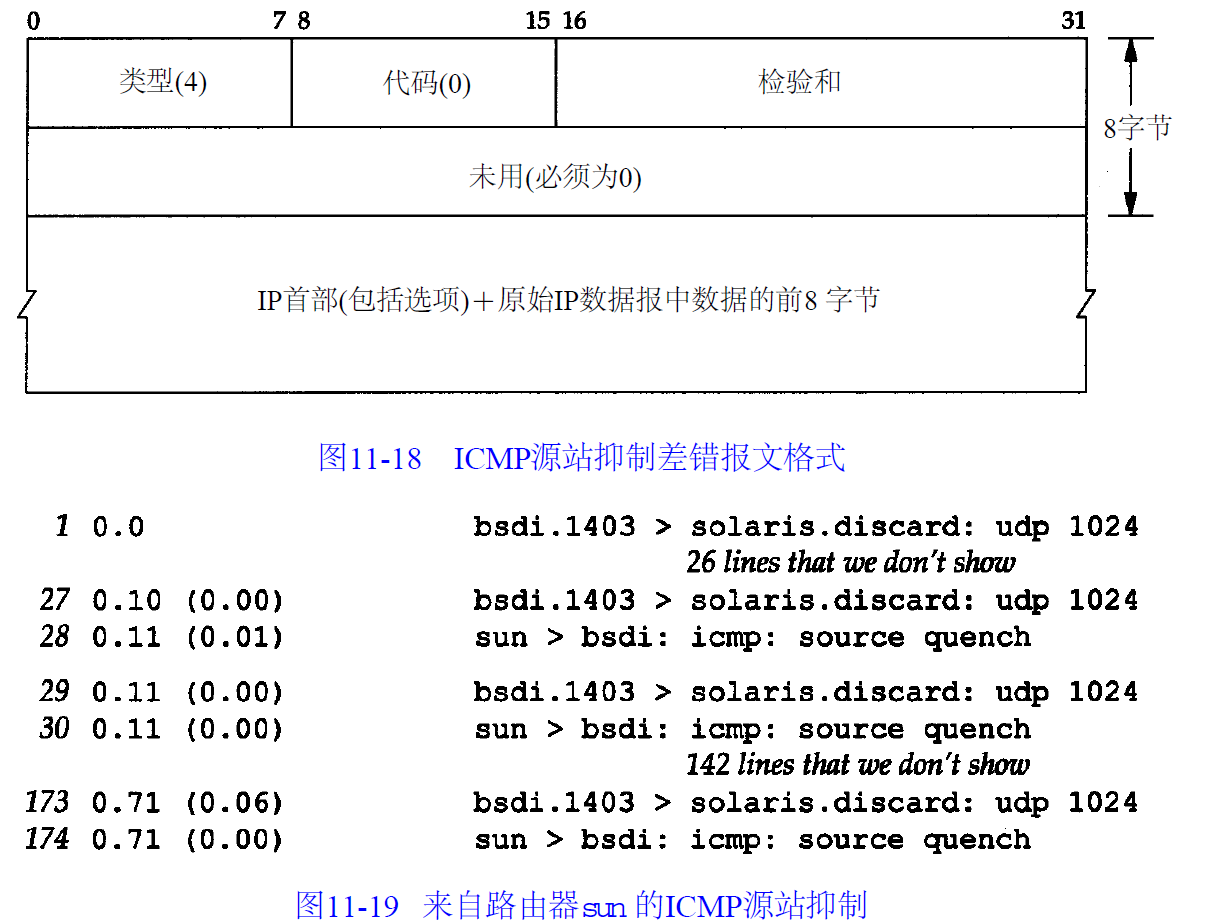 0 7 8 15 16 31
类型(4) 代码(0) 检验和
8字节
未用(必须为0)
IP首部(包括选项)＋原始IP数据报中数据的前8 字节
图11-18 ICMP源站抑制差错报文格式
1 0.0 bsdi.1403 > solaris.discard: udp 1024
26 lines that we don't show
27 0.10 (0.00) bsdi.1403 > solaris.discard: udp 1024
28 0.11 (0.01) sun > bsdi: icmp: source quench
29 0.11 (0.00) bsdi.1403 > solaris.discard: udp 1024
30 0.11 (0.00) sun > bsdi: icmp: source quench
142 lines that we don't show
173 0.71 (0.06) bsdi.1403 > solaris.discard: udp 1024
174 0.71 (0.00) sun > bsdi: icmp: source quench
图11-19 来自路由器sun 的ICMP源站抑制